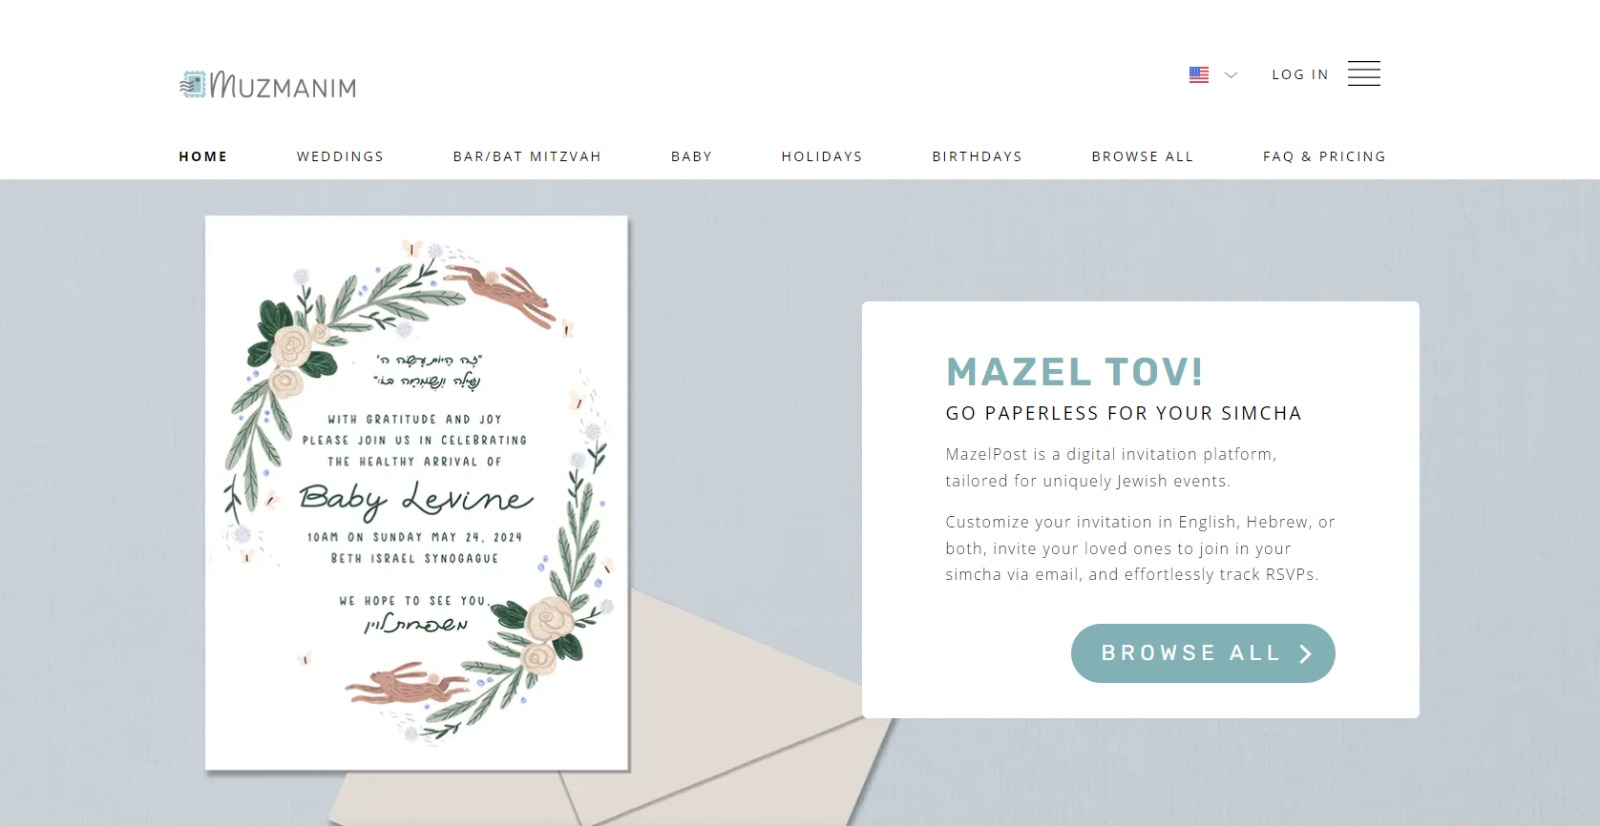 MUZMANIM
LOG IN
HOME
WEDDINGS
BAR/BAT MITZVAH
BABY
HOLIDAYS
BIRTHDAYS
BROWSE ALL
FAQ & PRICING
"זֶה הַיּוֹם עָשָׂה ה'
נָגִילָה וְנִשְׂמְחָה בוֹ"
WITH GRATITUDE AND JOY
PLEASE JOIN US IN CELEBRATING
THE HEALTHY ARRIVAL OF
Baby Levine
10AM ON SUNDAY MAY 24, 2024
BETH ISRAEL SYNOGAGUE
WE HOPE TO SEE YOU,
משפחת לוין
MAZEL TOV!
GO PAPERLESS FOR YOUR SIMCHA
MazelPost is a digital invitation platform,
tailored for uniquely Jewish events.
Customize your invitation in English, Hebrew, or
both, invite your loved ones to join in your
simcha via email, and effortlessly track RSVPs.
BROWSE ALL